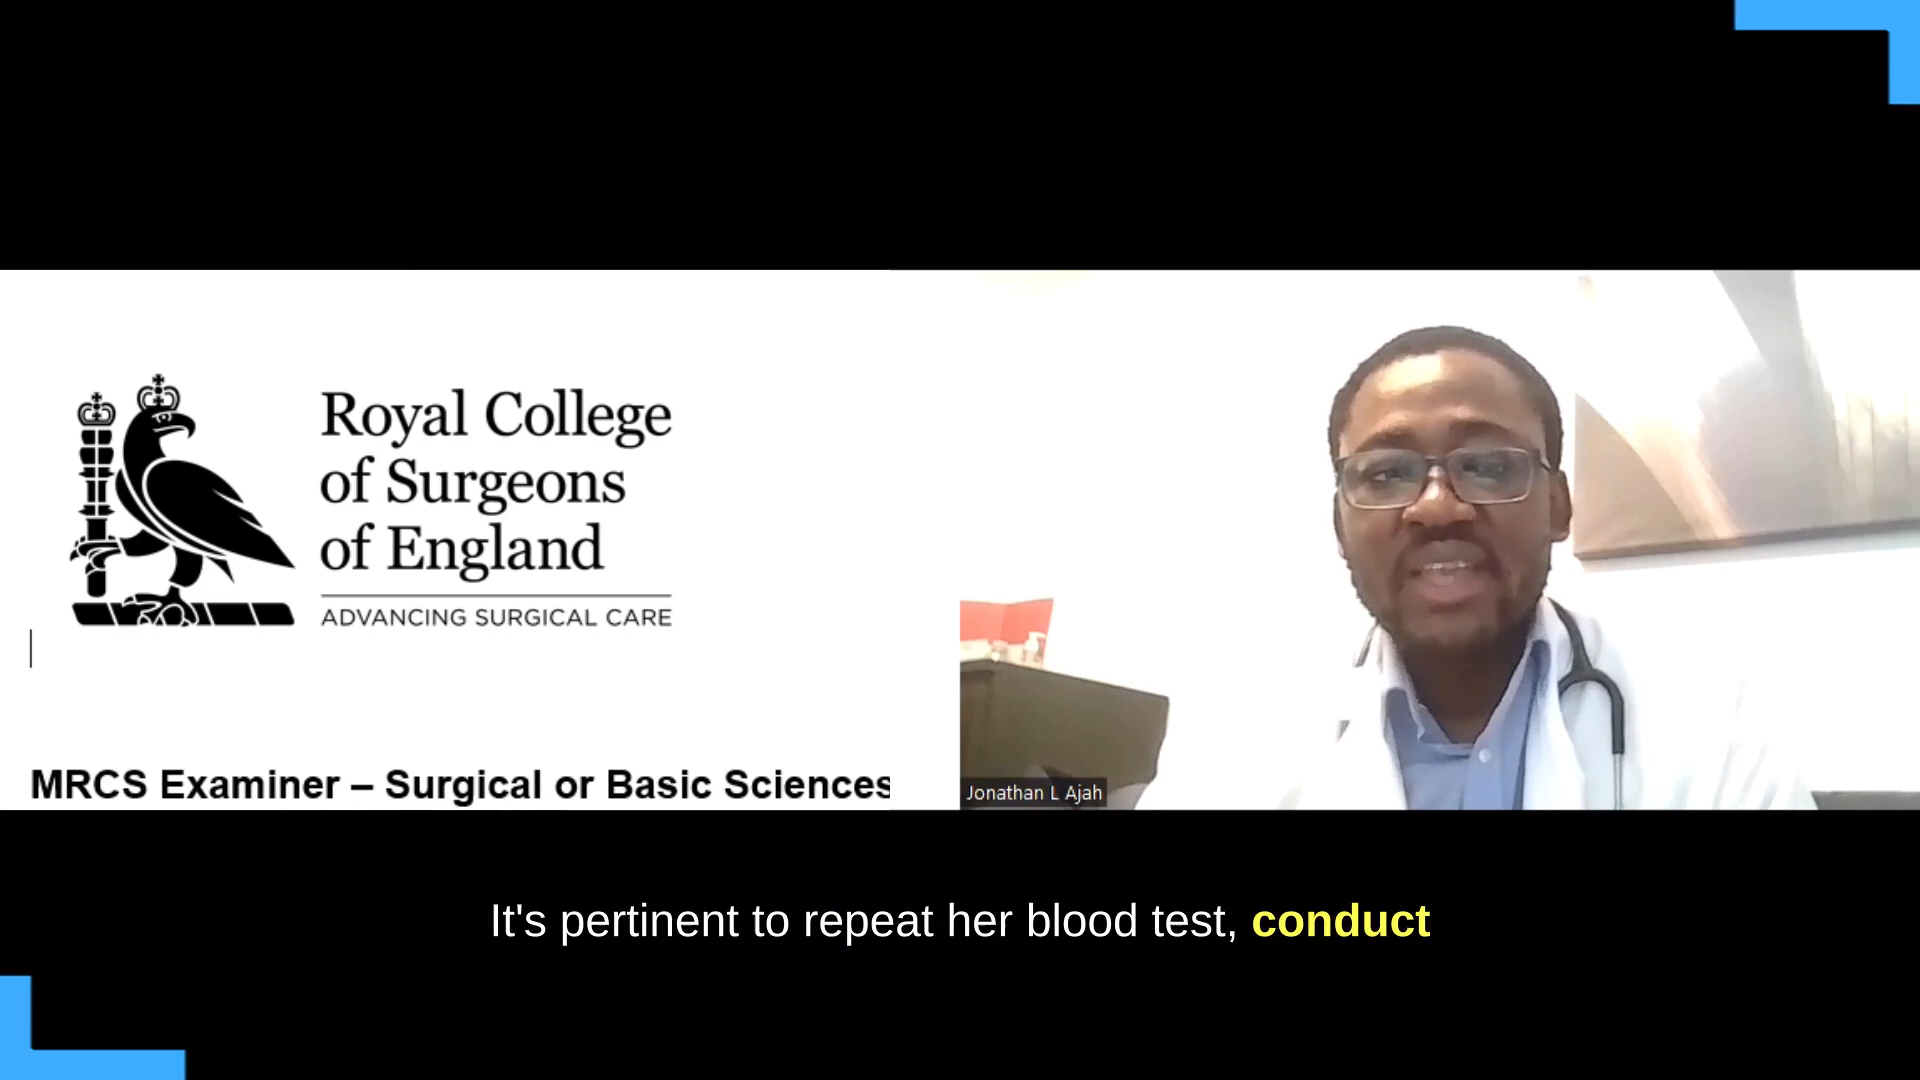 Royal College
of Surgeons
of England
ADVANCING SURGICAL CARE
MRCS Examiner – Surgical or Basic Sciences
Jonathan L Ajah
It's pertinent to repeat her blood test, conduct